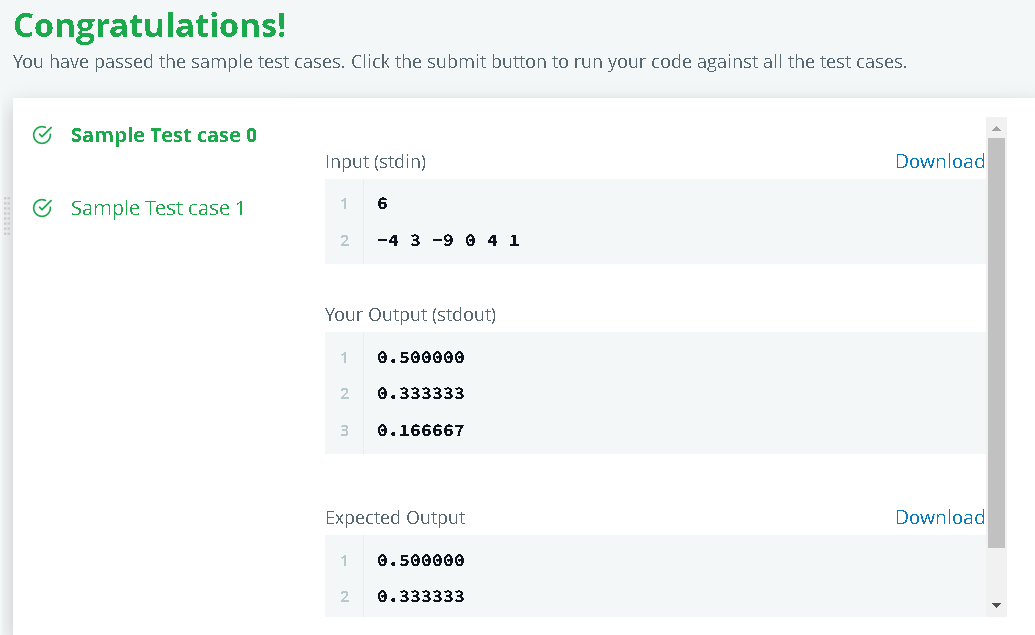 Congratulations!
You have passed the sample test cases. Click the submit button to run your code against all the test cases.
Sample Test case 0
Sample Test case 1
Input (stdin)
Download
1 6
2 -4 3 -9 0 4 1
Your Output (stdout)
1 0.500000
2 0.333333
3 0.166667
Expected Output
Download
1 0.500000
2 0.333333